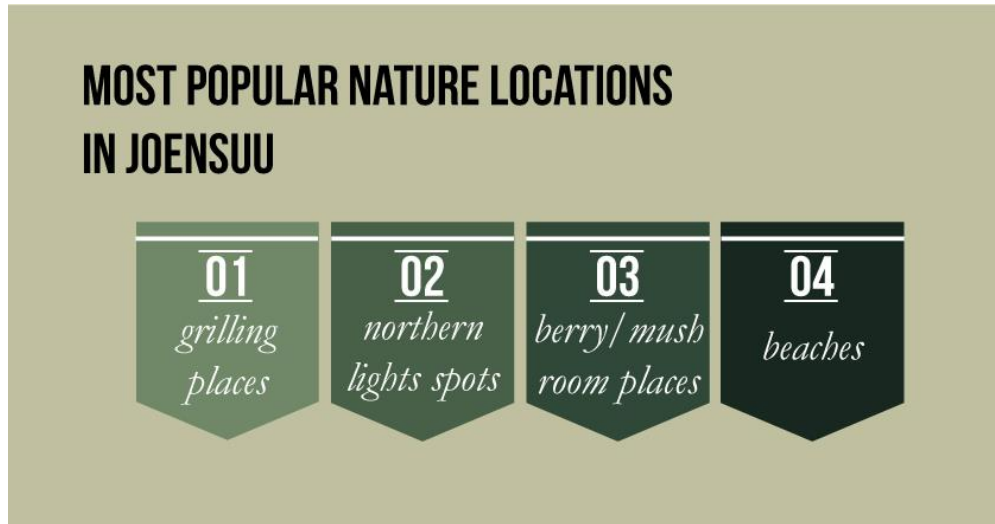 MOST POPULAR NATURE LOCATIONS
IN JOENSUU
01
grilling
places
02
northern
lights spots
03
berry/mush
room places
04
beaches